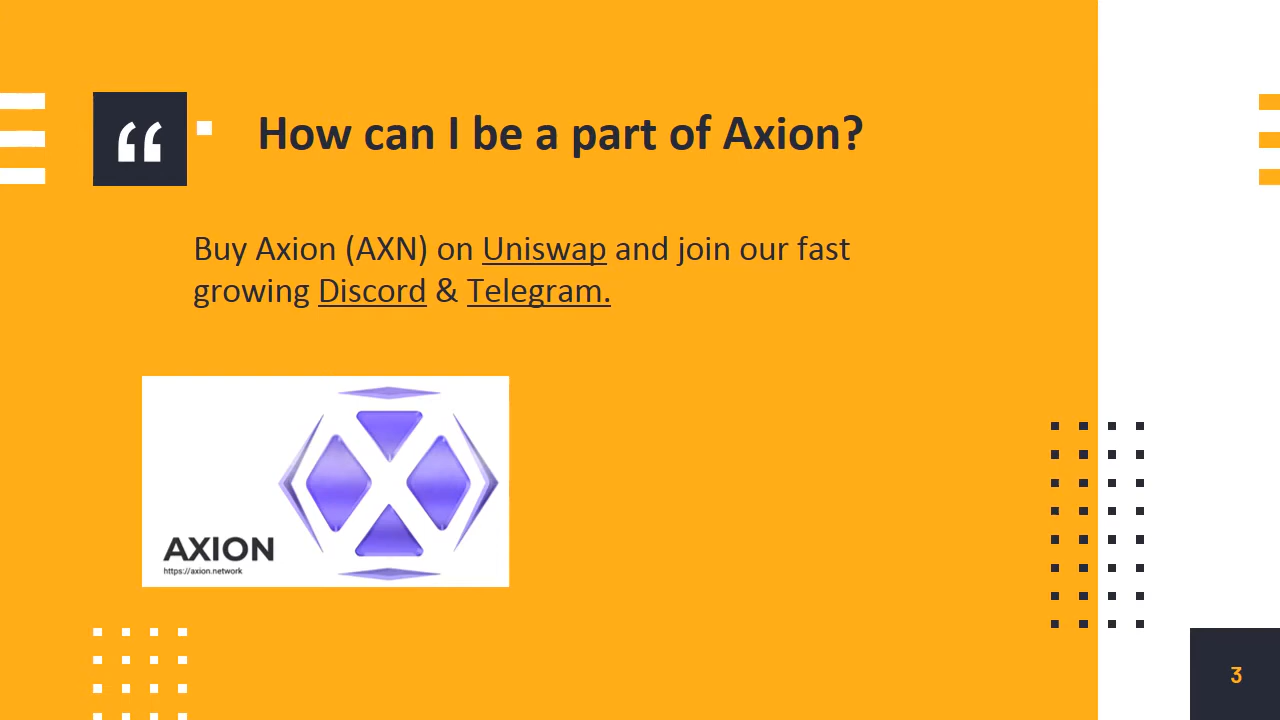 “
How can I be a part of Axion?
Buy Axion (AXN) on Uniswap and join our fast
growing Discord & Telegram.
AXION
https://axion.network
3